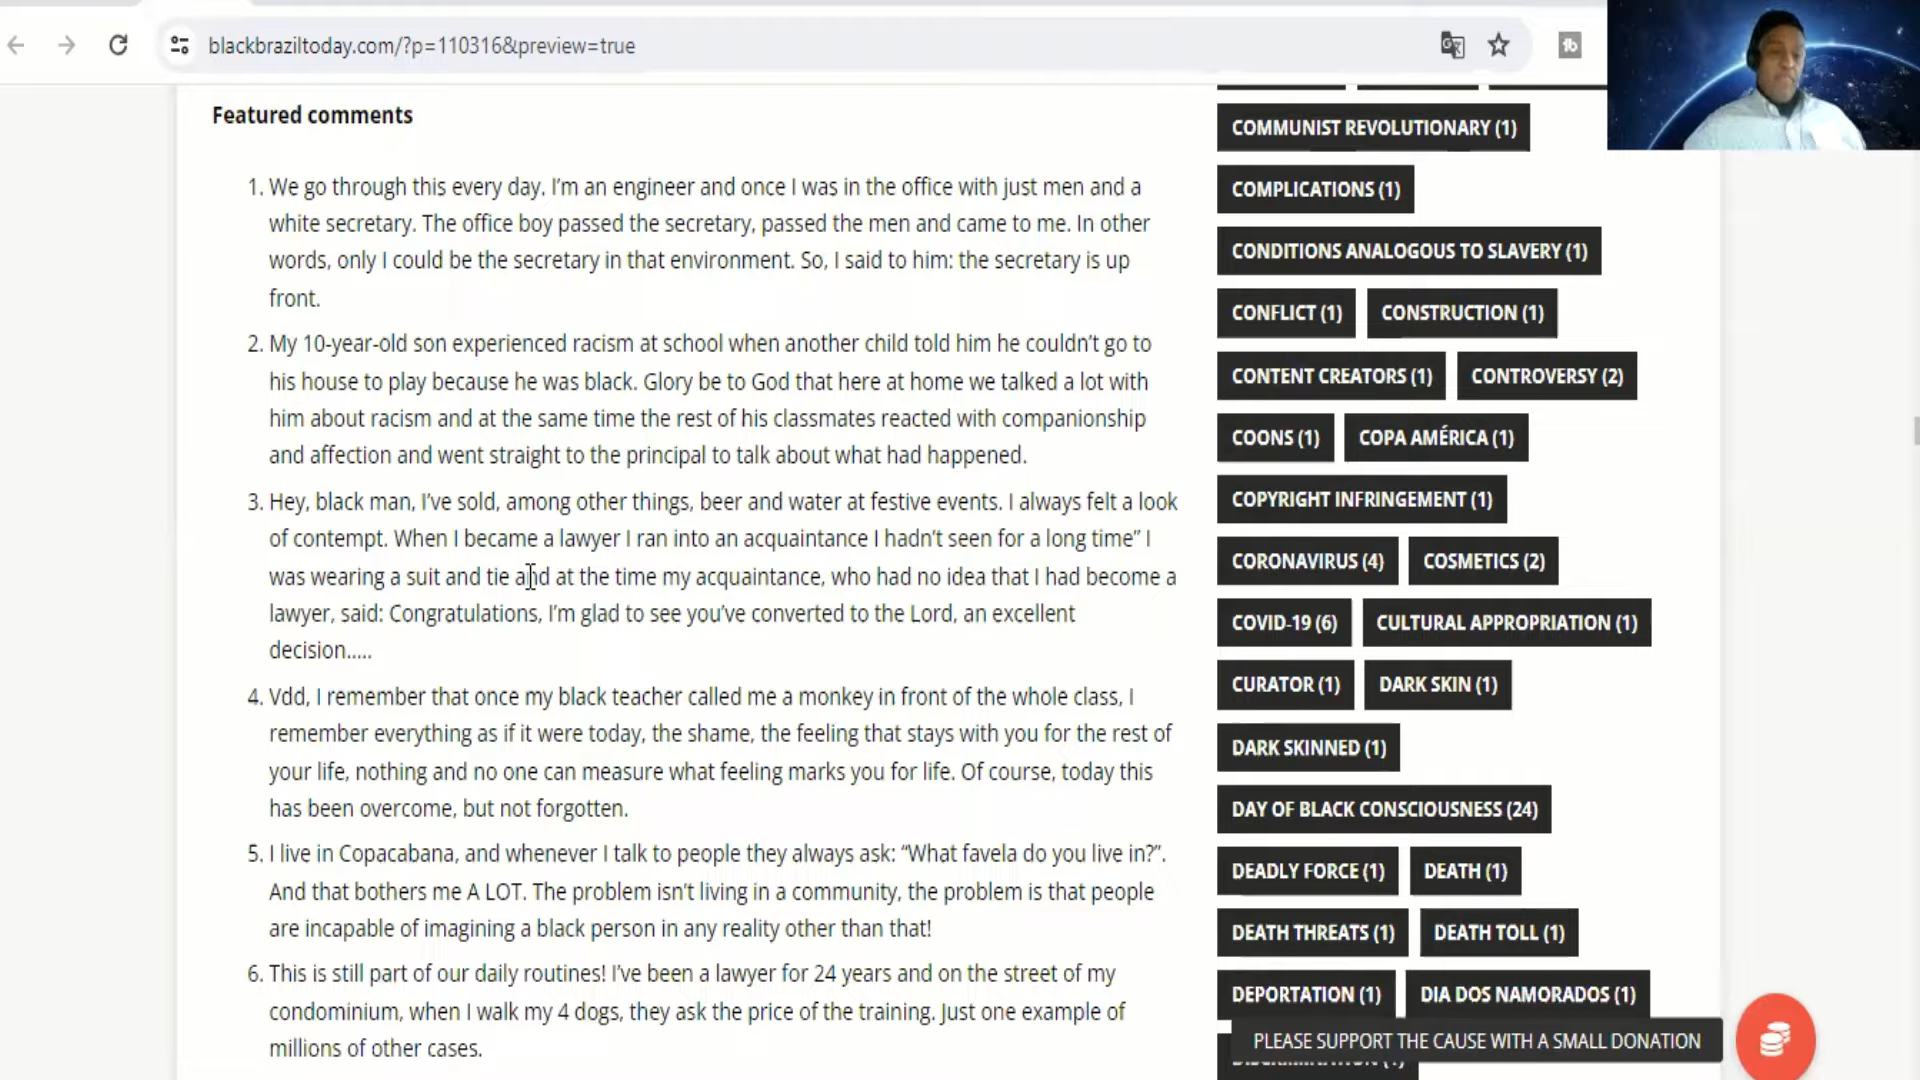 blackbraziltoday.com/?p=110316&preview=true
Featured comments
1. We go through this every day. I'm an engineer and once I was in the office with just men and a
white secretary. The office boy passed the secretary, passed the men and came to me. In other
words, only I could be the secretary in that environment. So, I said to him: the secretary is up
front.
2. My 10-year-old son experienced racism at school when another child told him he couldn't go to
his house to play because he was black. Glory be to God that here at home we talked a lot with
him about racism and at the same time the rest of his classmates reacted with companionship
and affection and went straight to the principal to talk about what had happened.
3. Hey, black man, I've sold, among other things, beer and water at festive events. I always felt a look
of contempt. When I became a lawyer I ran into an acquaintance I hadn't seen for a long time” I
was wearing a suit and tie and at the time my acquaintance, who had no idea that I had become a
lawyer, said: Congratulations, I'm glad to see you've converted to the Lord, an excellent
decision.....
4. Vdd, I remember that once my black teacher called me a monkey in front of the whole class, I
remember everything as if it were today, the shame, the feeling that stays with you for the rest of
your life, nothing and no one can measure what feeling marks you for life. Of course, today this
has been overcome, but not forgotten.
5. I live in Copacabana, and whenever I talk to people they always ask: “What favela do you live in?”.
And that bothers me A LOT. The problem isn't living in a community, the problem is that people
are incapable of imagining a black person in any reality other than that!
6. This is still part of our daily routines! I've been a lawyer for 24 years and on the street of my
condominium, when I walk my 4 dogs, they ask the price of the training. Just one example of
millions of other cases.
COMMUNIST REVOLUTIONARY (1)
COMPLICATIONS (1)
CONDITIONS ANALOGOUS TO SLAVERY (1)
CONFLICT (1) CONSTRUCTION (1)
CONTENT CREATORS (1) CONTROVERSY (2)
COONS (1) COPA AMÉRICA (1)
COPYRIGHT INFRINGEMENT (1)
CORONAVIRUS (4) COSMETICS (2)
COVID-19 (6) CULTURAL APPROPRIATION (1)
CURATOR (1) DARK SKIN (1)
DARK SKINNED (1)
DAY OF BLACK CONSCIOUSNESS (24)
DEADLY FORCE (1) DEATH (1)
DEATH THREATS (1) DEATH TOLL (1)
DEPORTATION (1) DIA DOS NAMORADOS (1)
PLEASE SUPPORT THE CAUSE WITH A SMALL DONATION